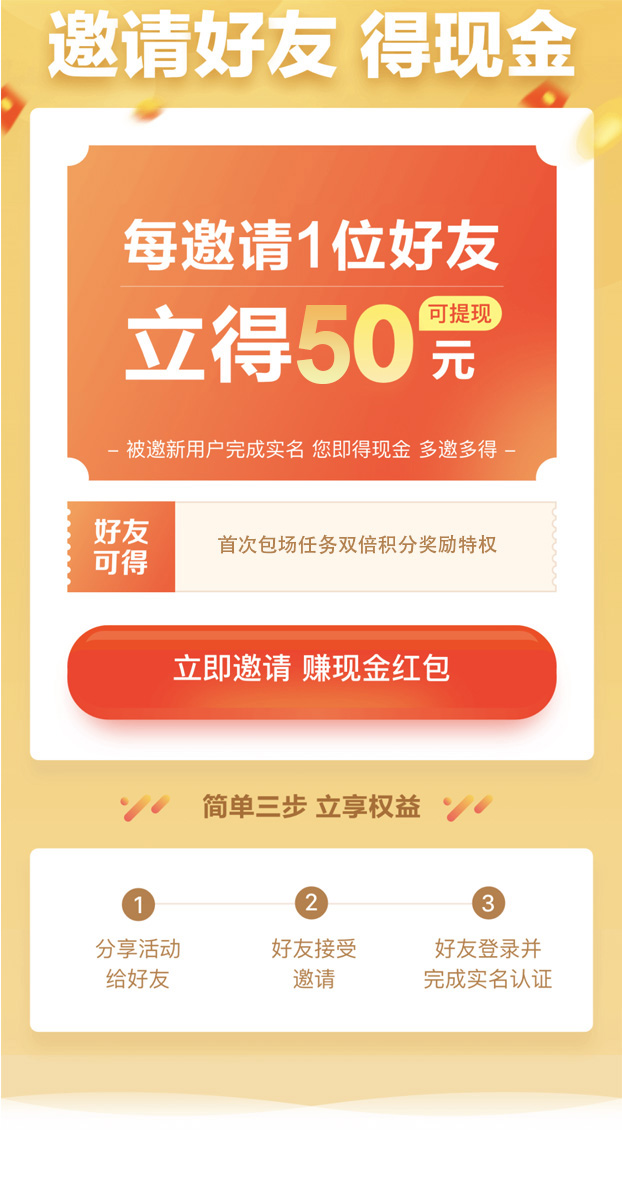 邀请好友 得现金
每邀请1位好友
立得50元 可提现
– 被邀新用户完成实名 您即得现金 多邀多得 –
好友
可得
首次包场任务双倍积分奖励特权
立即邀请 赚现金红包
简单三步 立享权益
1
分享活动
给好友
2
好友接受
邀请
3
好友登录并
完成实名认证